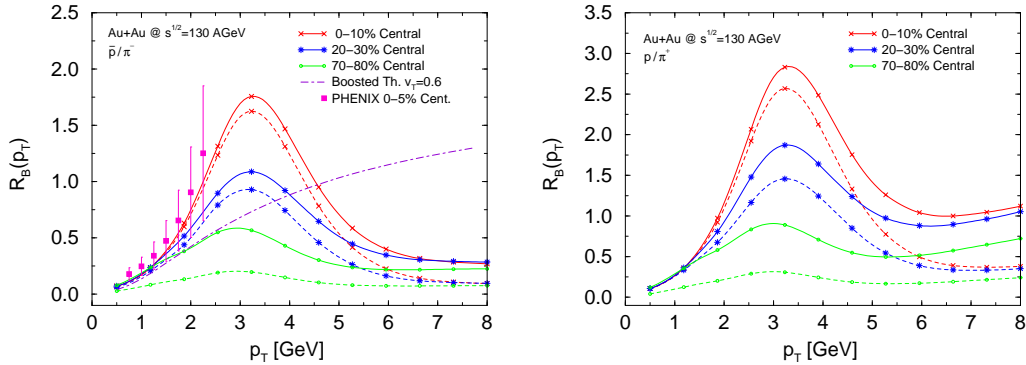 Au+Au @ s^1/2=130 AGeV
p̄/π⁻
0–10% Central
20–30% Central
70–80% Central
Boosted Th. v_T=0.6
PHENIX 0–5% Cent.
2.5
2.0
1.5
1.0
0.5
0.0
R_B(p_T)
0 1 2 3 4 5 6 7 8
p_T [GeV]
Au+Au @ s^1/2=130 AGeV
p/π⁺
0–10% Central
20–30% Central
70–80% Central
3.5
3.0
2.5
2.0
1.5
1.0
0.5
0.0
R_B(p_T)
0 1 2 3 4 5 6 7 8
p_T [GeV]